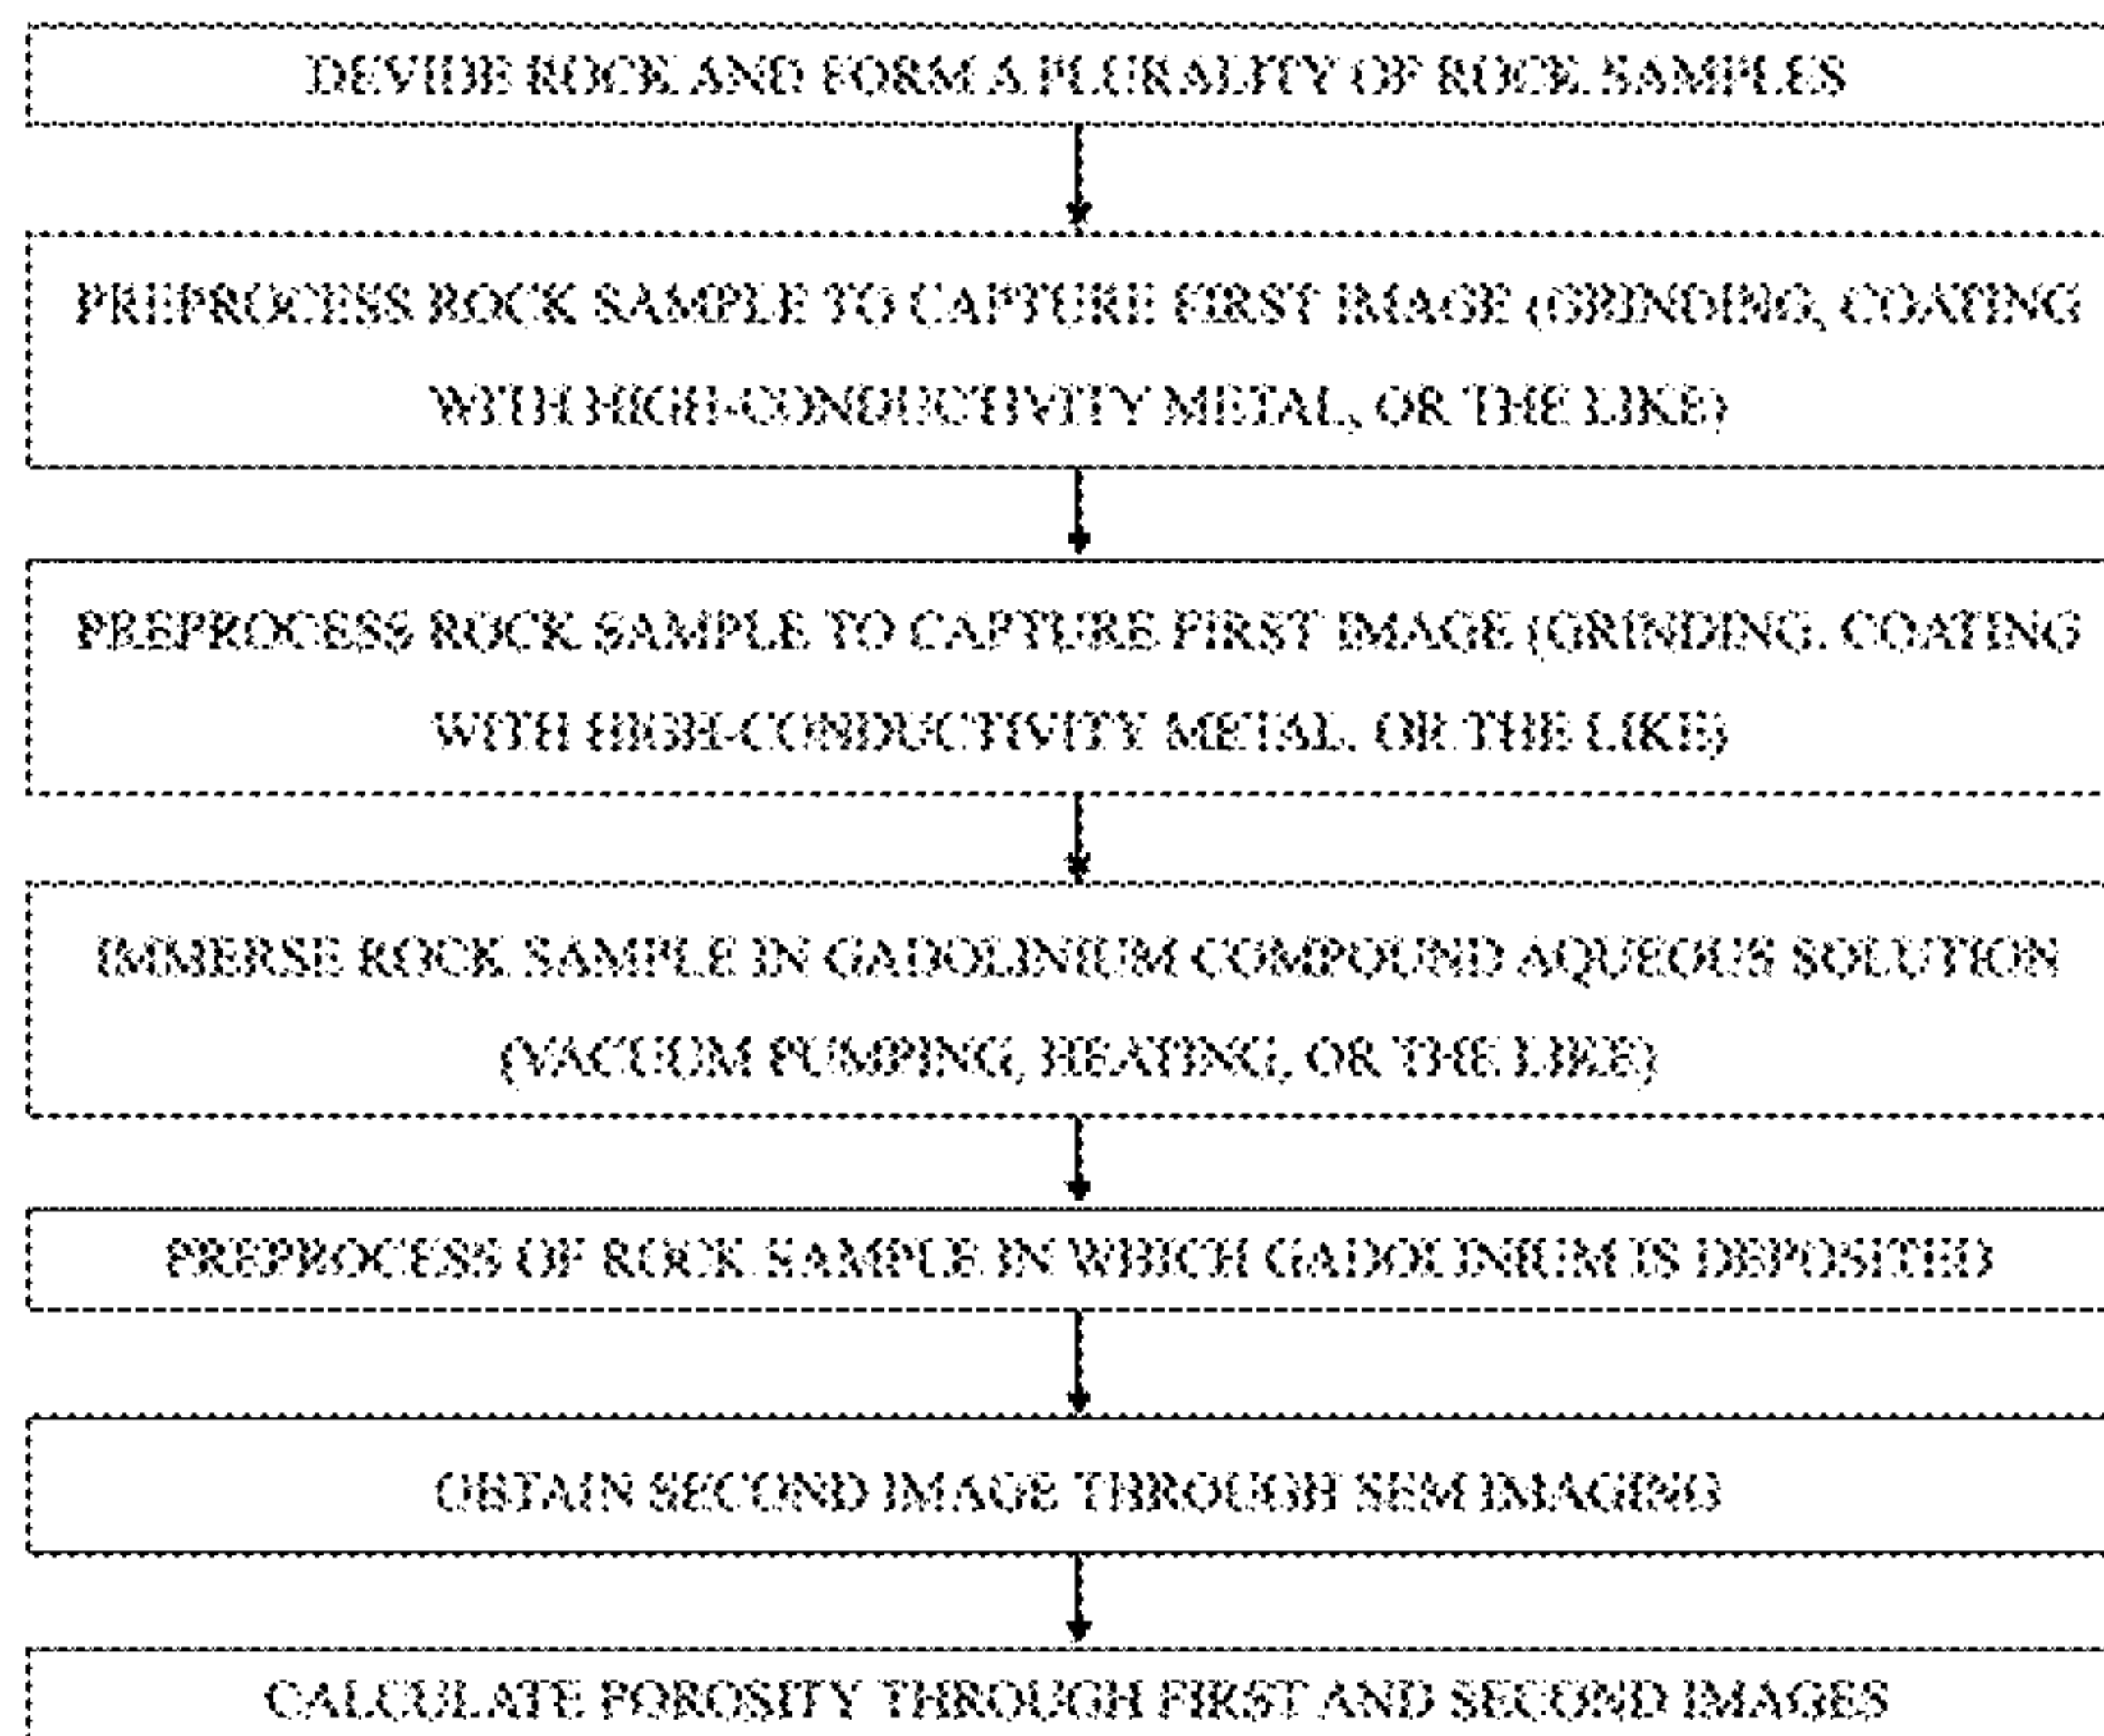 DEVIDE ROCK AND FORM A PLURALITY OF ROCK SAMPLES
PREPROCESS ROCK SAMPLE TO CAPTURE FIRST IMAGE (GRINDING, COATING
WITH HIGH-CONDUCTIVITY METAL, OR THE LIKE)
PREPROCESS ROCK SAMPLE TO CAPTURE FIRST IMAGE (GRINDING, COATING
WITH HIGH-CONDUCTIVITY METAL, OR THE LIKE)
IMMERSE ROCK SAMPLE IN GADOLINIUM COMPOUND AQUEOUS SOLUTION
(VACUUM PUMPING, HEATING, OR THE LIKE)
PREPROCESS OF ROCK SAMPLE IN WHICH GADOLINIUM IS DEPOSITED
OBTAIN SECOND IMAGE THROUGH SEM IMAGING
CALCULATE POROSITY THROUGH FIRST AND SECOND IMAGES